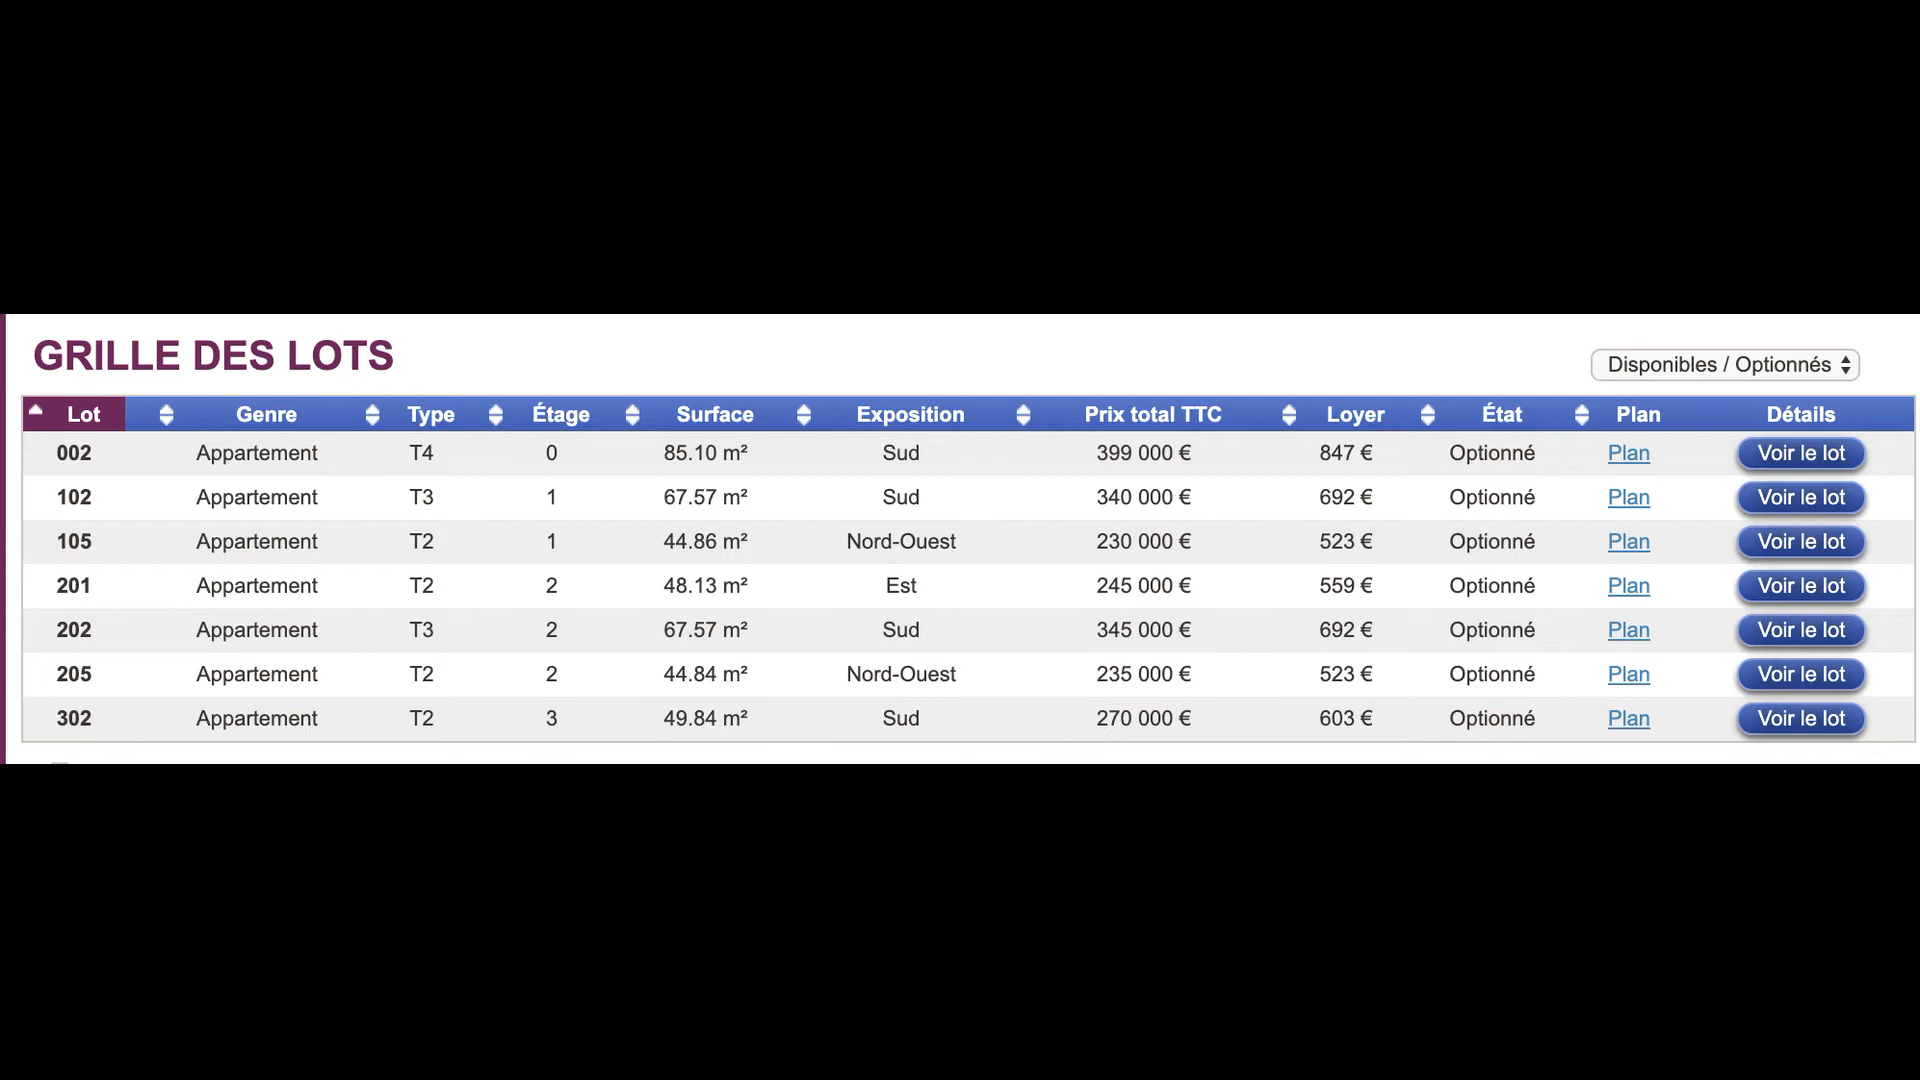 GRILLE DES LOTS
Disponibles / Optionnés
Lot Genre Type Étage Surface Exposition Prix total TTC Loyer État Plan Détails
002 Appartement T4 0 85.10 m² Sud 399 000 € 847 € Optionné Plan Voir le lot
102 Appartement T3 1 67.57 m² Sud 340 000 € 692 € Optionné Plan Voir le lot
105 Appartement T2 1 44.86 m² Nord-Ouest 230 000 € 523 € Optionné Plan Voir le lot
201 Appartement T2 2 48.13 m² Est 245 000 € 559 € Optionné Plan Voir le lot
202 Appartement T3 2 67.57 m² Sud 345 000 € 692 € Optionné Plan Voir le lot
205 Appartement T2 2 44.84 m² Nord-Ouest 235 000 € 523 € Optionné Plan Voir le lot
302 Appartement T2 3 49.84 m² Sud 270 000 € 603 € Optionné Plan Voir le lot